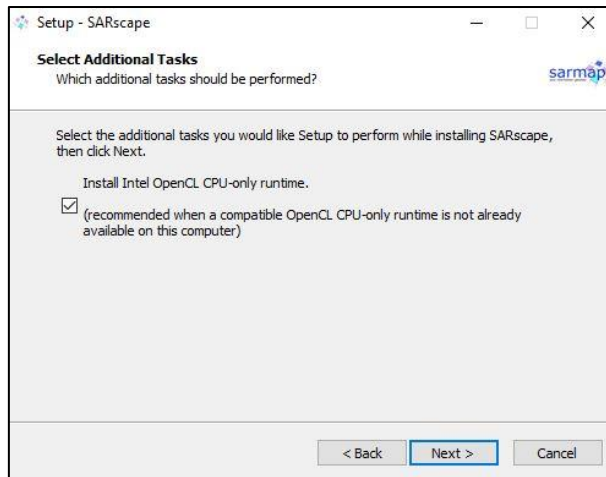 Setup - SARscape
Select Additional Tasks
Which additional tasks should be performed?
sarmap
Select the additional tasks you would like Setup to perform while installing SARscape,
then click Next.
Install Intel OpenCL CPU-only runtime.
(recommended when a compatible OpenCL CPU-only runtime is not already
available on this computer)
< Back
Next >
Cancel